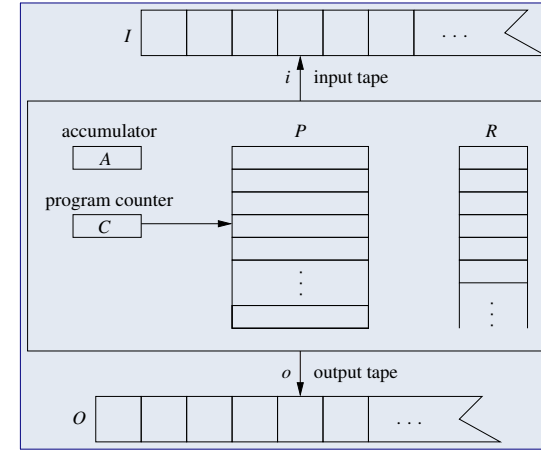 I
. . .
i input tape
accumulator P R
A
program counter
C
.
.
.
.
.
.
o output tape
O
. . .